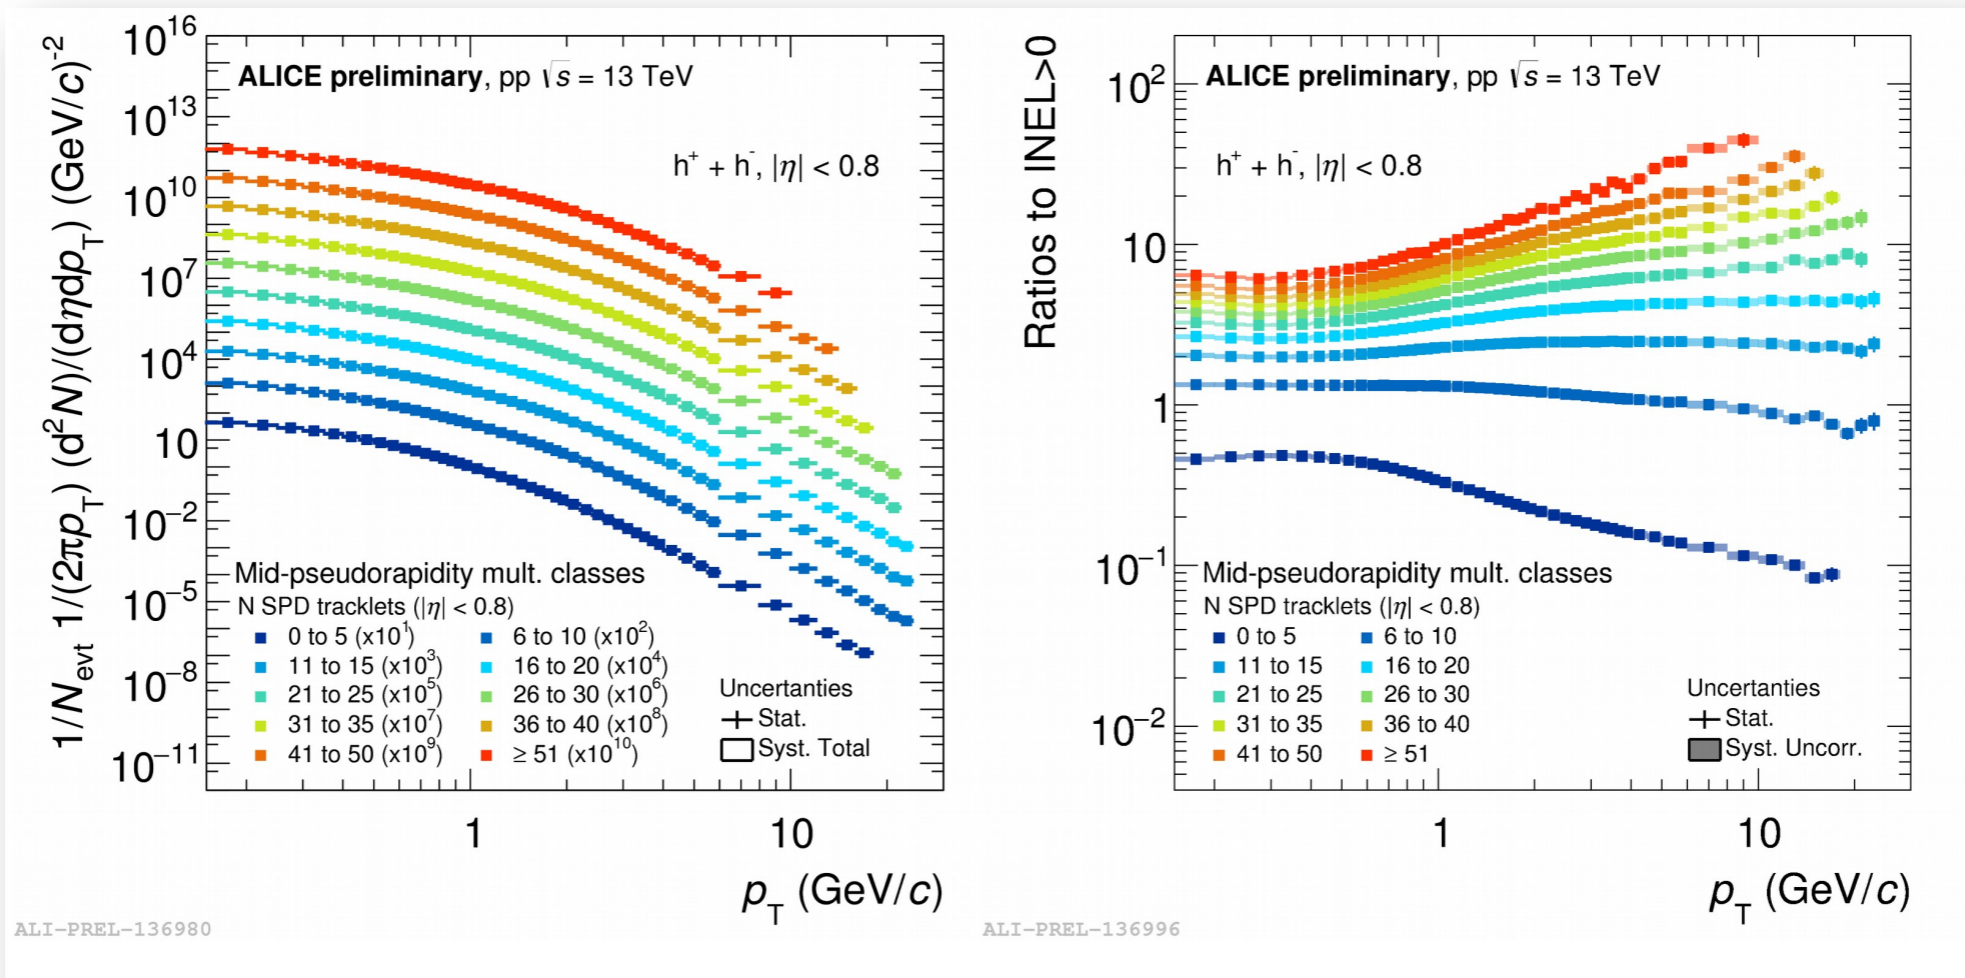 1/N_evt 1/(2πp_T) (d²N)/(dηdp_T) (GeV/c)⁻²
10¹⁶
10¹³
10¹⁰
10⁷
10⁴
10
10⁻²
10⁻⁵
10⁻⁸
10⁻¹¹
ALICE preliminary, pp √s = 13 TeV
h⁺ + h⁻, |η| < 0.8
Mid-pseudorapidity mult. classes
N SPD tracklets (|η| < 0.8)
0 to 5 (x10¹) 6 to 10 (x10²)
11 to 15 (x10³) 16 to 20 (x10⁴)
21 to 25 (x10⁵) 26 to 30 (x10⁶)
31 to 35 (x10⁷) 36 to 40 (x10⁸)
41 to 50 (x10⁹) ≥ 51 (x10¹⁰)
Uncertanties
Stat.
Syst. Total
1 10
p_T (GeV/c)
ALI-PREL-136980
Ratios to INEL>0
10²
10
1
10⁻¹
10⁻²
ALICE preliminary, pp √s = 13 TeV
h⁺ + h⁻, |η| < 0.8
Mid-pseudorapidity mult. classes
N SPD tracklets (|η| < 0.8)
0 to 5 6 to 10
11 to 15 16 to 20
21 to 25 26 to 30
31 to 35 36 to 40
41 to 50 ≥ 51
Uncertanties
Stat.
Syst. Uncorr.
1 10
p_T (GeV/c)
ALI-PREL-136996